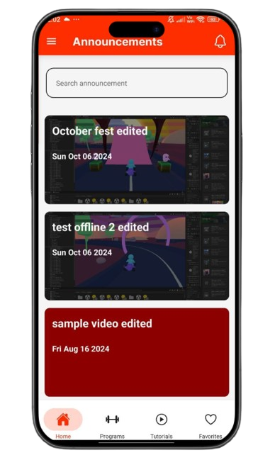 :02
Announcements
Search announcement
October fest edited
Sun Oct 06 2024
test offline 2 edited
Sun Oct 06 2024
sample video edited
Fri Aug 16 2024
Home
Programs
Tutorials
Favorites